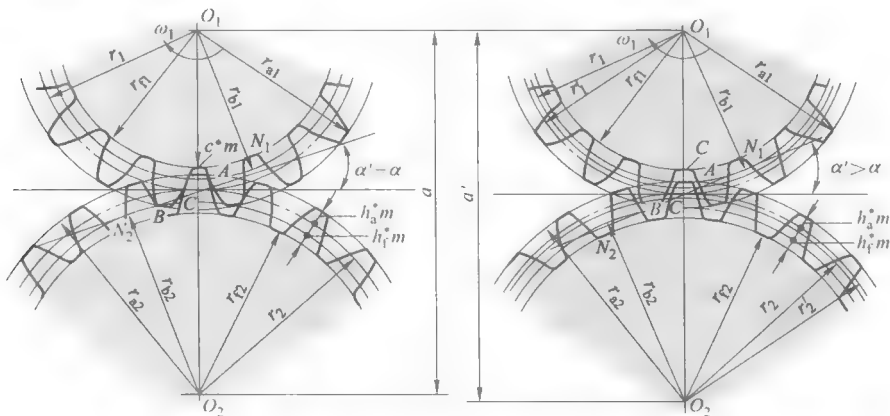 O₁
ω₁
r₁
r_f1
r_a1
r_b1
c*m
N₁
A
α′−α
B
C
N₂
h_a*m
h_f*m
r_a2
r_b2
r_f2
r₂
O₂
a
a′
O₁
ω₁
r₁
r′₁
r_f1
r_a1
r_b1
C
N₁
A
α′>α
B
C
N₂
h_a*m
h_f*m
r_a2
r_b2
r_f2
r₂
r′₂
O₂